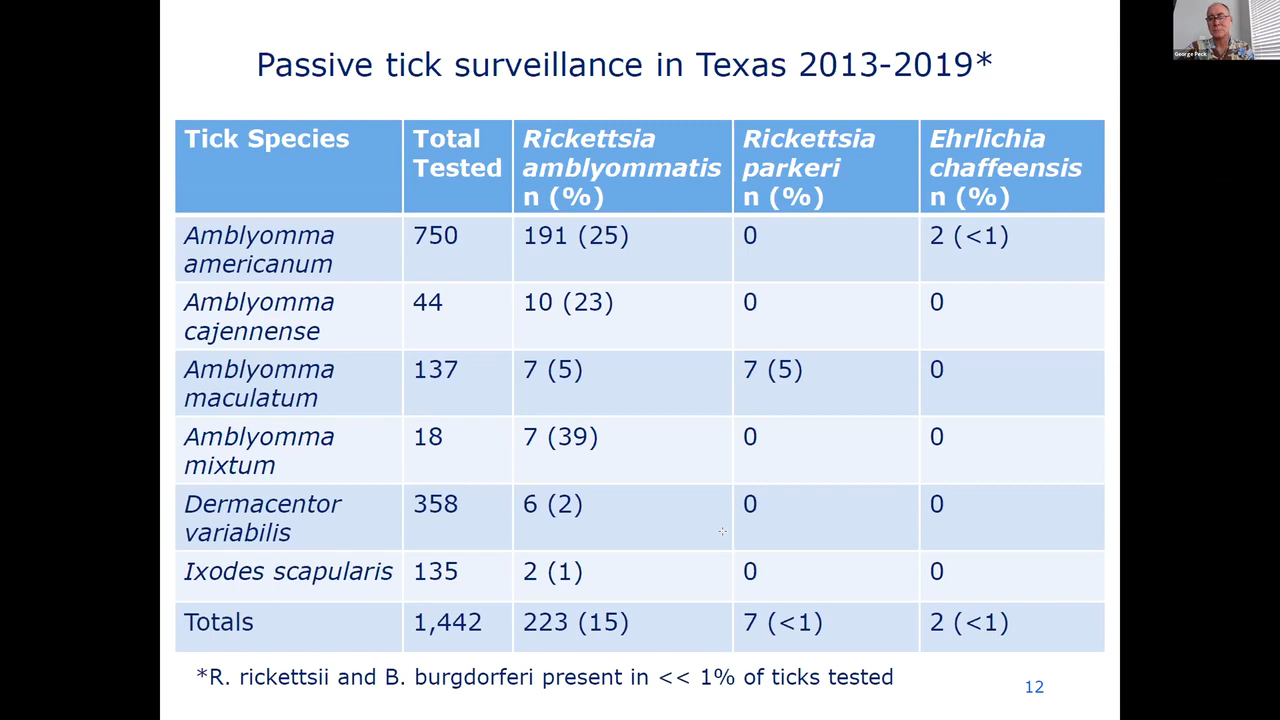 Passive tick surveillance in Texas 2013-2019*
George Peck
Tick Species
Total
Tested
Rickettsia
amblyommatis
n (%)
Rickettsia
parkeri
n (%)
Ehrlichia
chaffeensis
n (%)
Amblyomma
americanum
750
191 (25)
0
2 (<1)
Amblyomma
cajennense
44
10 (23)
0
0
Amblyomma
maculatum
137
7 (5)
7 (5)
0
Amblyomma
mixtum
18
7 (39)
0
0
Dermacentor
variabilis
358
6 (2)
0
0
Ixodes scapularis
135
2 (1)
0
0
Totals
1,442
223 (15)
7 (<1)
2 (<1)
*R. rickettsii and B. burgdorferi present in << 1% of ticks tested
12